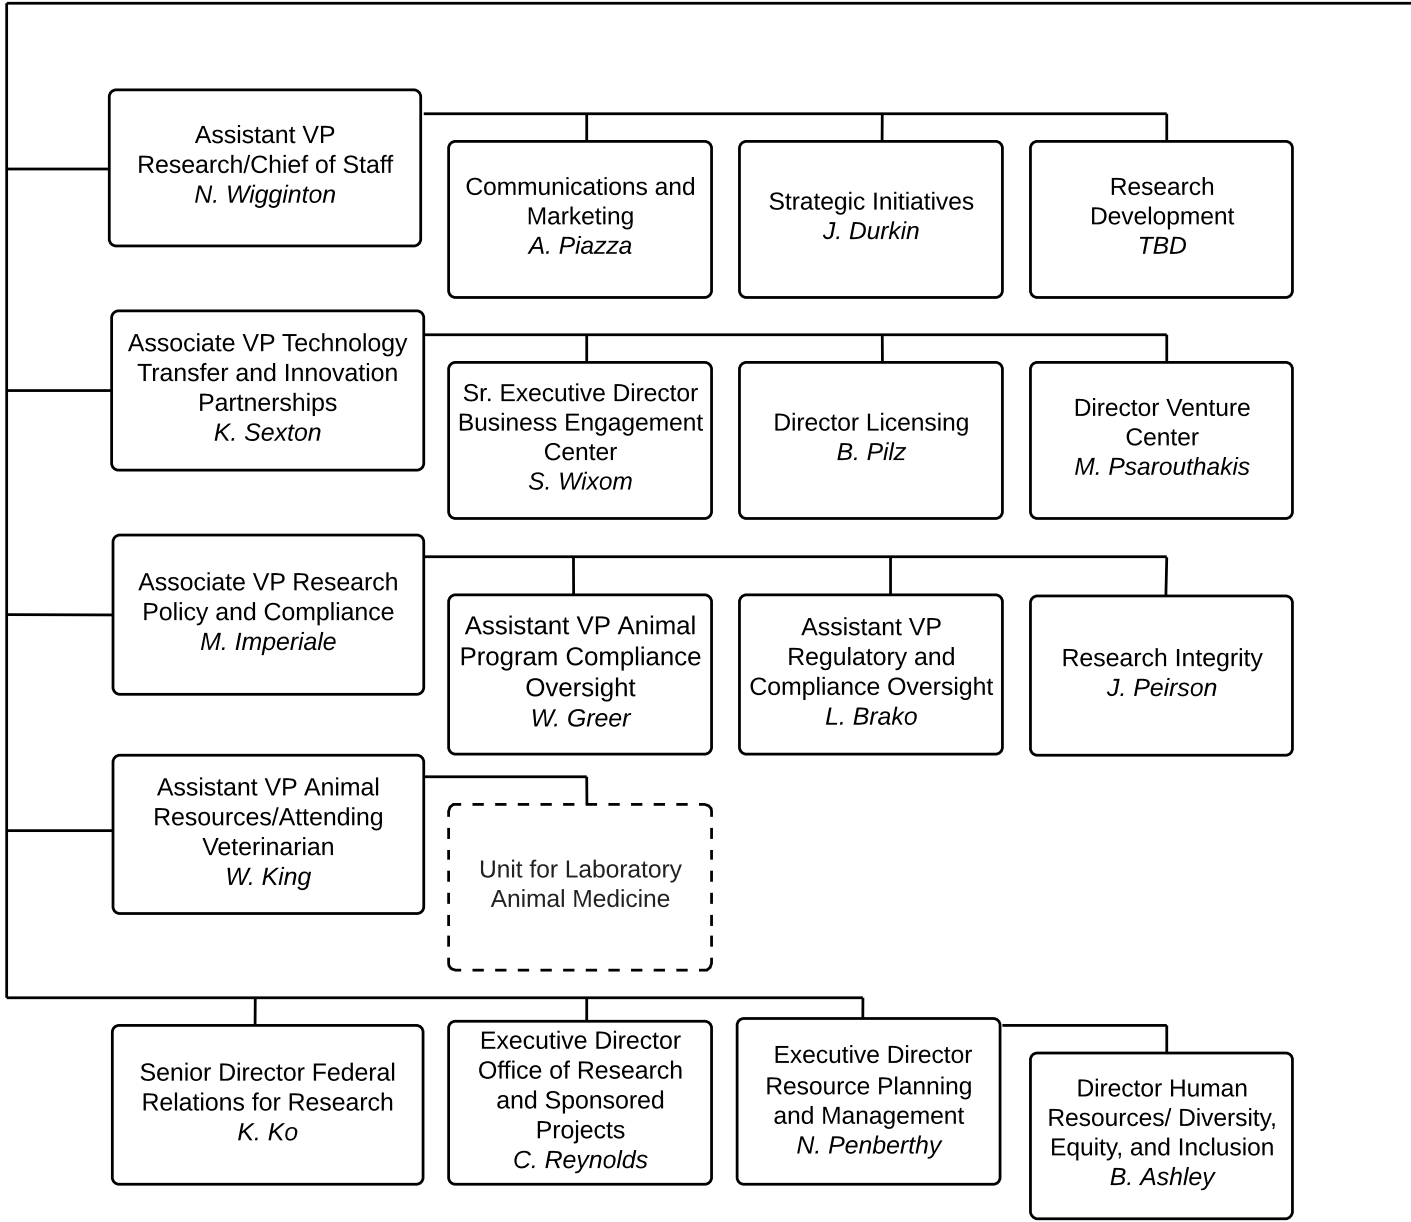 Assistant VP
Research/Chief of Staff
N. Wigginton
Communications and
Marketing
A. Piazza
Strategic Initiatives
J. Durkin
Research
Development
TBD
Associate VP Technology
Transfer and Innovation
Partnerships
K. Sexton
Sr. Executive Director
Business Engagement
Center
S. Wixom
Director Licensing
B. Pilz
Director Venture
Center
M. Psarouthakis
Associate VP Research
Policy and Compliance
M. Imperiale
Assistant VP Animal
Program Compliance
Oversight
W. Greer
Assistant VP
Regulatory and
Compliance Oversight
L. Brako
Research Integrity
J. Peirson
Assistant VP Animal
Resources/Attending
Veterinarian
W. King
Unit for Laboratory
Animal Medicine
Senior Director Federal
Relations for Research
K. Ko
Executive Director
Office of Research
and Sponsored
Projects
C. Reynolds
Executive Director
Resource Planning
and Management
N. Penberthy
Director Human
Resources/ Diversity,
Equity, and Inclusion
B. Ashley